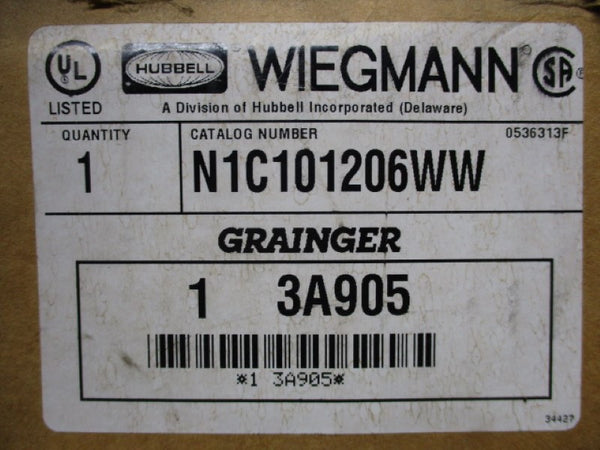 UL HUBBELL WIEGMANN SA ®
LISTED A Division of Hubbell Incorporated (Delaware)
QUANTITY CATALOG NUMBER 0536313F
1 N1C101206WW
GRAINGER
1 3A905
*1 3A905*
34427